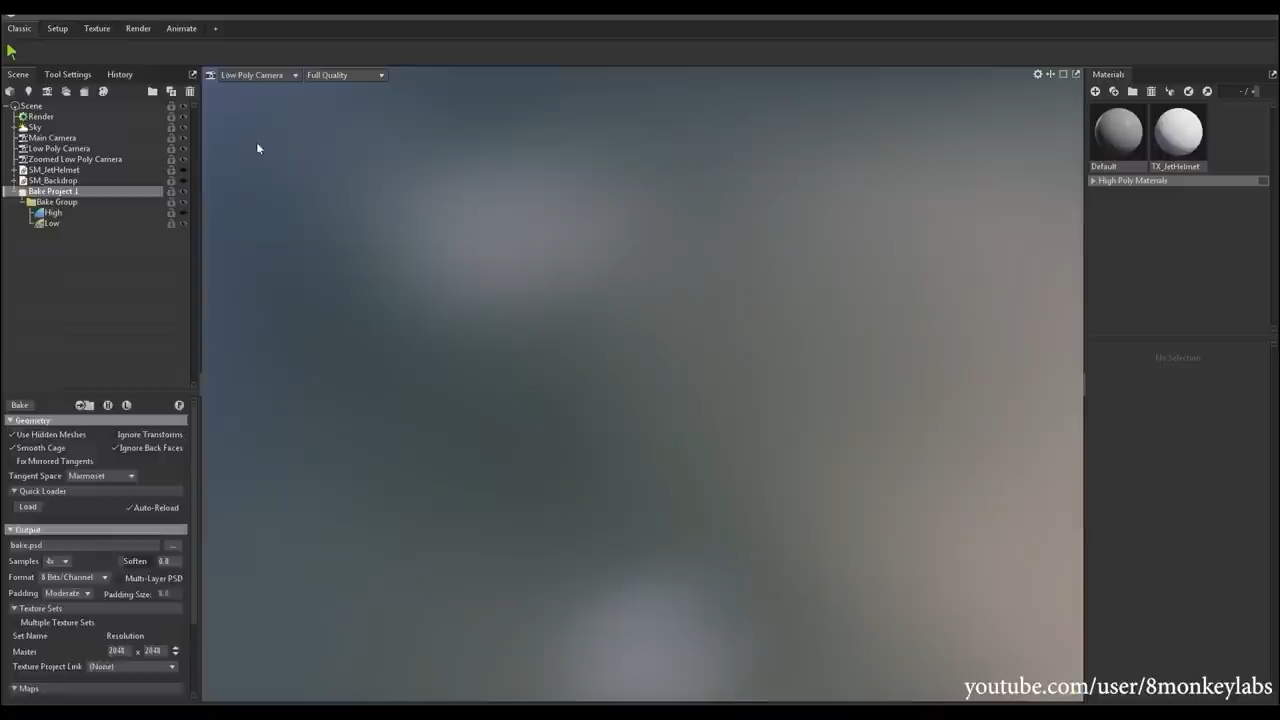 Classic Setup Texture Render Animate
Scene Tool Settings History
Low Poly Camera Full Quality
Materials
Scene
Render
Sky
Main Camera
Low Poly Camera
Zoomed Low Poly Camera
SM_JetHelmet
SM_Backdrop
Bake Project 1
Bake Group
High
Low
Default TX_JetHelmet
High Poly Materials
No Selection
Bake
Geometry
Use Hidden Meshes Ignore Transforms
Smooth Cage Ignore Back Faces
Fix Mirrored Tangents
Tangent Space Marmoset
Quick Loader
Load Auto-Reload
Output
bake.psd ...
Samples 4x Soften 0.0
Format 8 Bits/Channel Multi-Layer PSD
Padding Moderate Padding Size:
Texture Sets
Multiple Texture Sets
Set Name Resolution
Master 2048 x 2048
Texture Project Link (None)
Maps
youtube.com/user/8monkeylabs